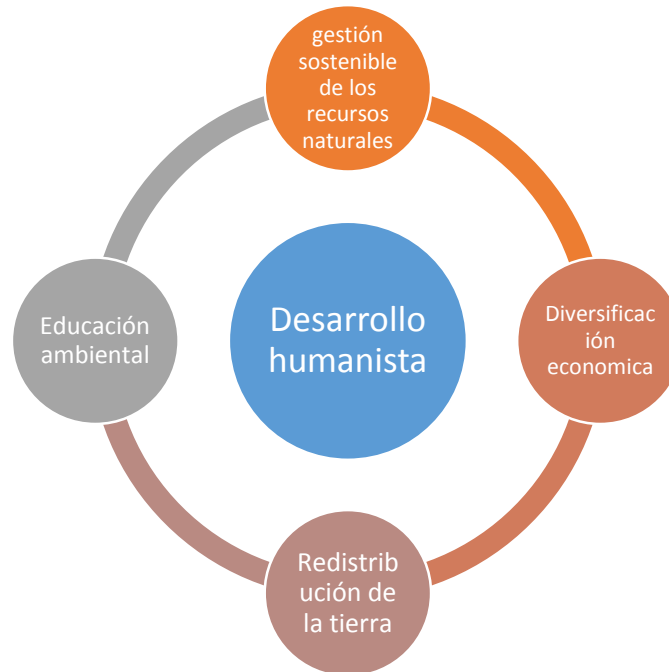 gestión
sostenible
de los
recursos
naturales
Diversificac
ión
economica
Redistrib
ución de
la tierra
Educación
ambiental
Desarrollo
humanista